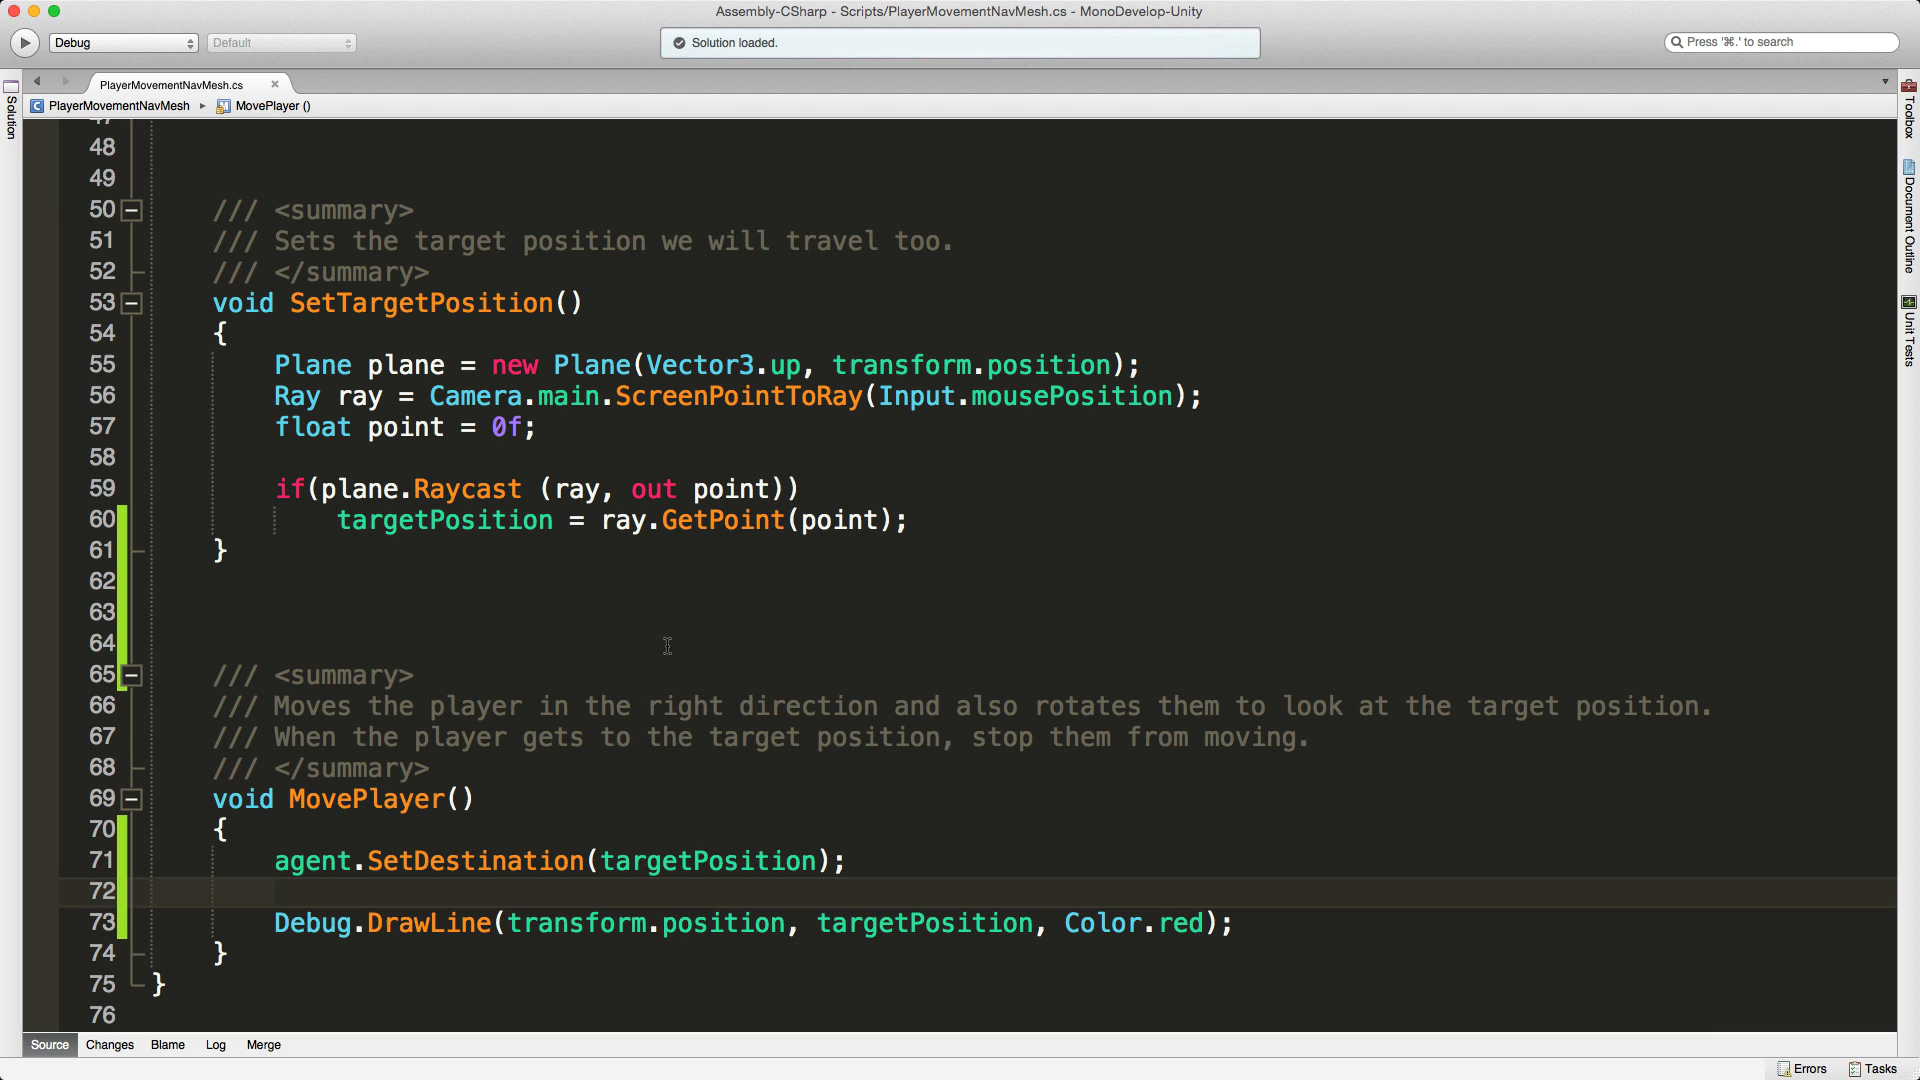 Assembly-CSharp - Scripts/PlayerMovementNavMesh.cs - MonoDevelop-Unity
Debug
Default
Solution loaded.
Press '⌘.' to search
PlayerMovementNavMesh.cs
PlayerMovementNavMesh ▸ MovePlayer ()
Solution
Toolbox
Document Outline
Unit Tests
47
48
49
50 /// <summary>
51 /// Sets the target position we will travel too.
52 /// </summary>
53 void SetTargetPosition()
54 {
55 Plane plane = new Plane(Vector3.up, transform.position);
56 Ray ray = Camera.main.ScreenPointToRay(Input.mousePosition);
57 float point = 0f;
58
59 if(plane.Raycast (ray, out point))
60 targetPosition = ray.GetPoint(point);
61 }
62
63
64
65 /// <summary>
66 /// Moves the player in the right direction and also rotates them to look at the target position.
67 /// When the player gets to the target position, stop them from moving.
68 /// </summary>
69 void MovePlayer()
70 {
71 agent.SetDestination(targetPosition);
72
73 Debug.DrawLine(transform.position, targetPosition, Color.red);
74 }
75 }
76
Source Changes Blame Log Merge
Errors Tasks